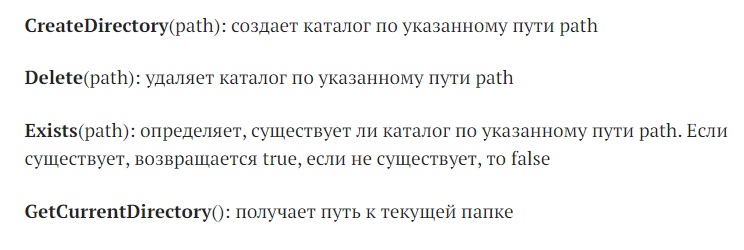 CreateDirectory(path): создает каталог по указанному пути path
Delete(path): удаляет каталог по указанному пути path
Exists(path): определяет, существует ли каталог по указанному пути path. Если
существует, возвращается true, если не существует, то false
GetCurrentDirectory(): получает путь к текущей папке